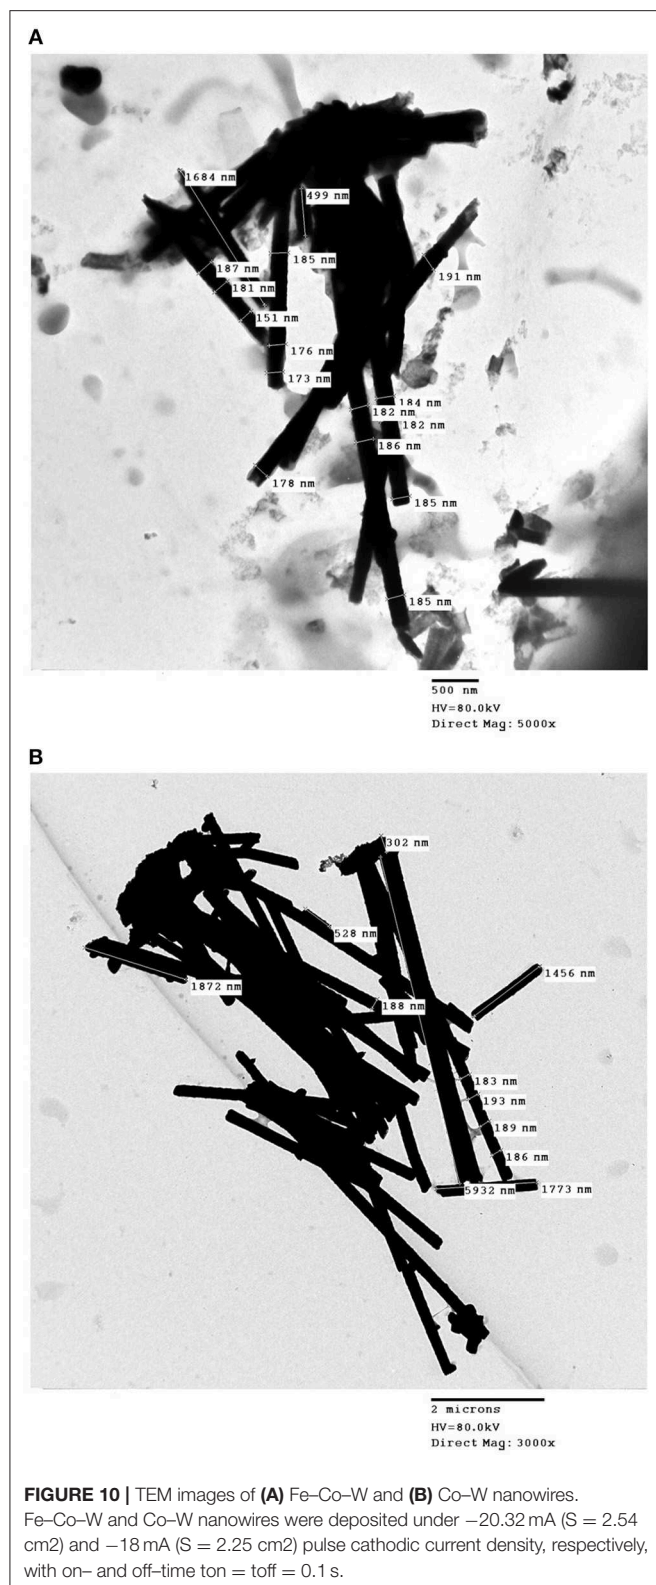 A
1684 nm
499 nm
185 nm
187 nm
191 nm
181 nm
151 nm
176 nm
173 nm
184 nm
182 nm
182 nm
186 nm
178 nm
185 nm
185 nm
500 nm
HV=80.0kV
Direct Mag: 5000x
B
302 nm
528 nm
1456 nm
1872 nm
188 nm
183 nm
193 nm
189 nm
186 nm
5932 nm
1773 nm
2 microns
HV=80.0kV
Direct Mag: 3000x
FIGURE 10 | TEM images of (A) Fe–Co–W and (B) Co–W nanowires.
Fe–Co–W and Co–W nanowires were deposited under −20.32 mA (S = 2.54
cm2) and −18 mA (S = 2.25 cm2) pulse cathodic current density, respectively,
with on– and off–time ton = toff = 0.1 s.